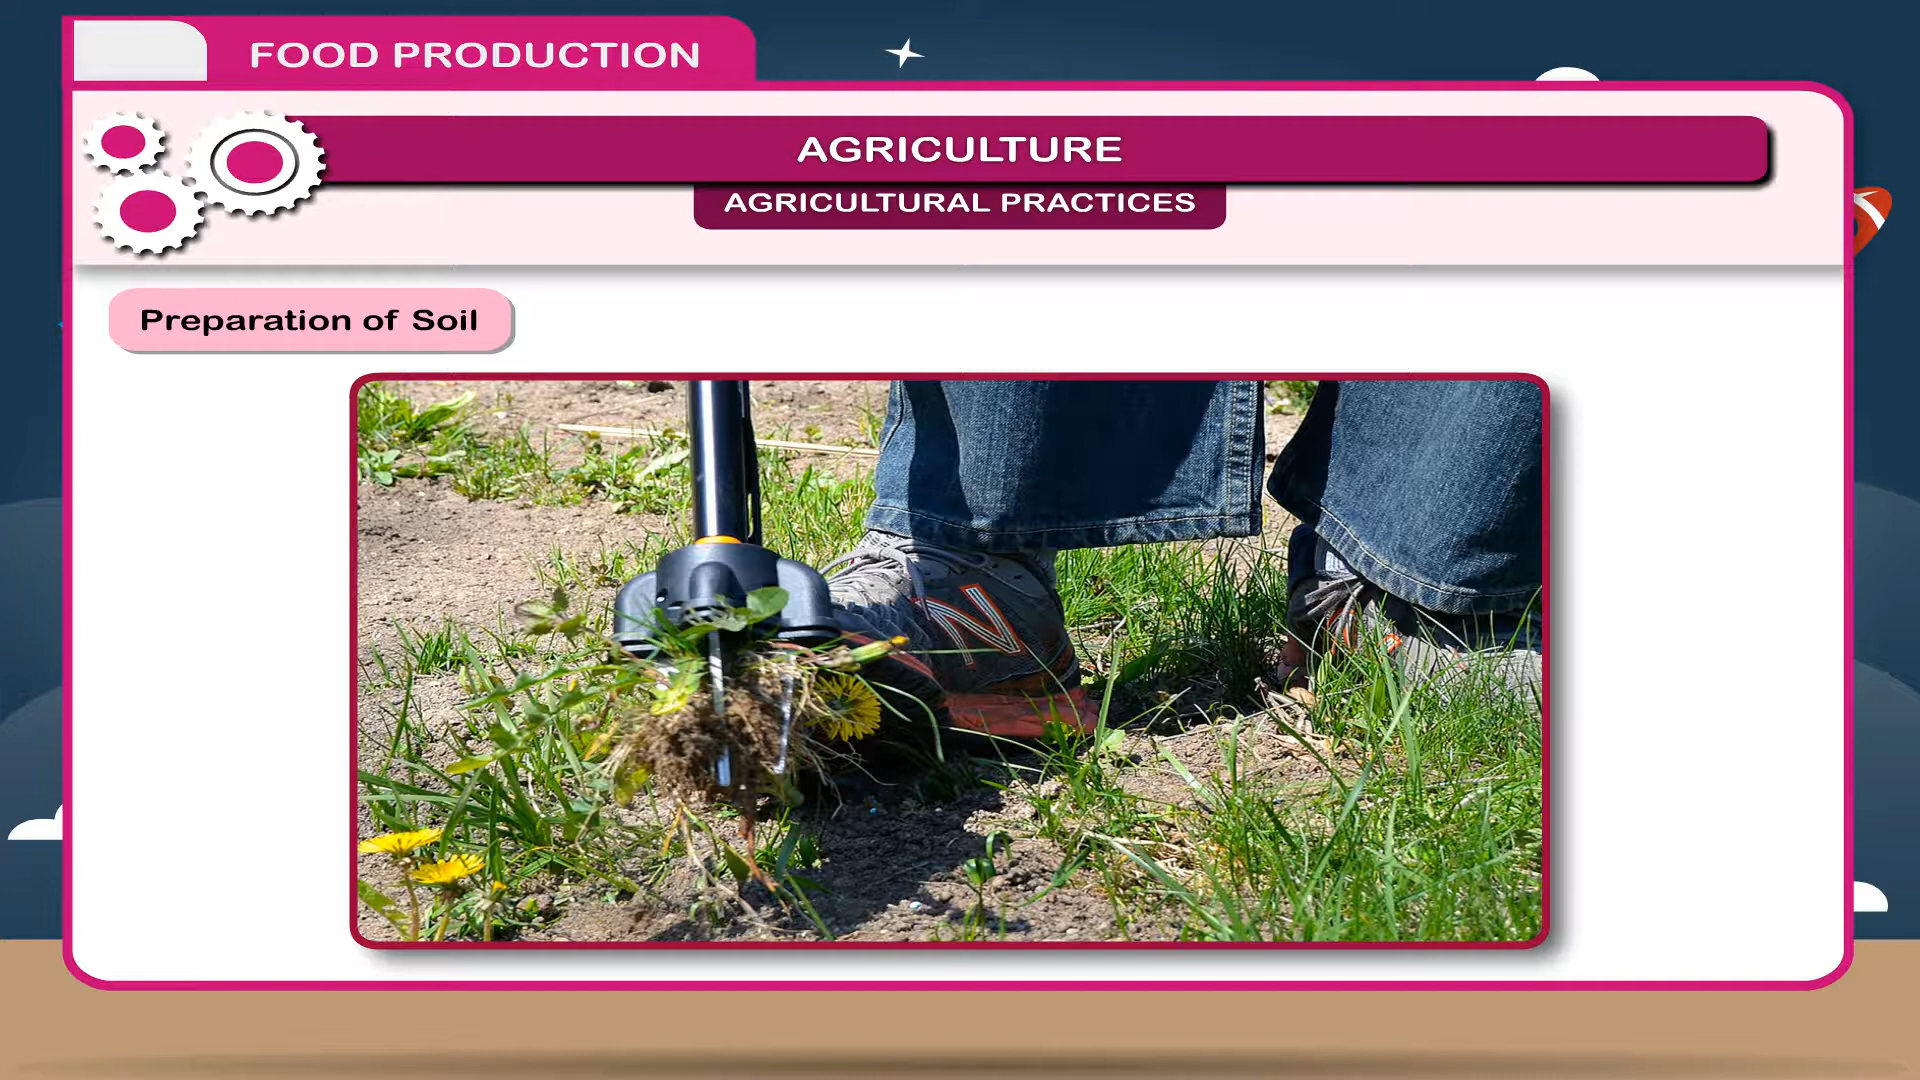 FOOD PRODUCTION
AGRICULTURE
AGRICULTURAL PRACTICES
Preparation of Soil
N